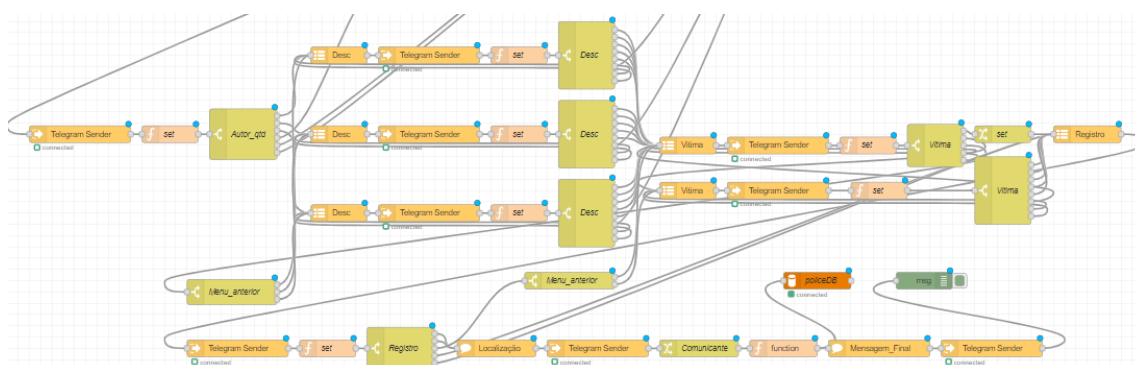 Desc Telegram Sender set Desc
connected
Telegram Sender set Autor_qtd Desc Telegram Sender set Desc
connected connected
Vitima Telegram Sender set Vitima set Registro
connected
Vitima Telegram Sender set Vitima
connected
Desc Telegram Sender set Desc
connected
Menu_anterior Menu_anterior policeDB msg
connected
Telegram Sender set Registro Localização Telegram Sender Comunicante function Mensagem_Final Telegram Sender
connected connected connected